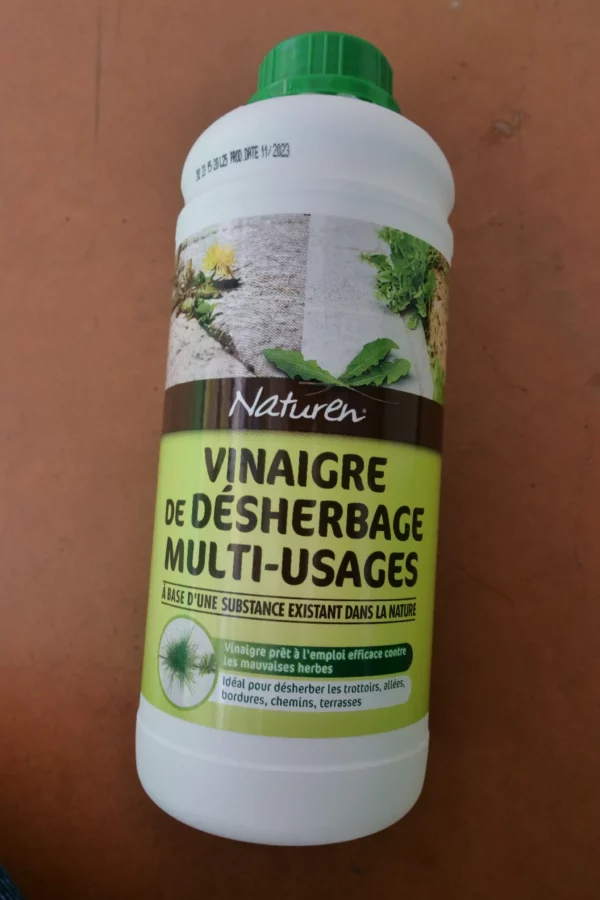 PROD. DATE 11/2023
Naturen®
VINAIGRE
DE DÉSHERBAGE
MULTI-USAGES
À BASE D'UNE SUBSTANCE EXISTANT DANS LA NATURE
Vinaigre prêt à l'emploi efficace contre
les mauvaises herbes
Idéal pour désherber les trottoirs, allées,
bordures, chemins, terrasses